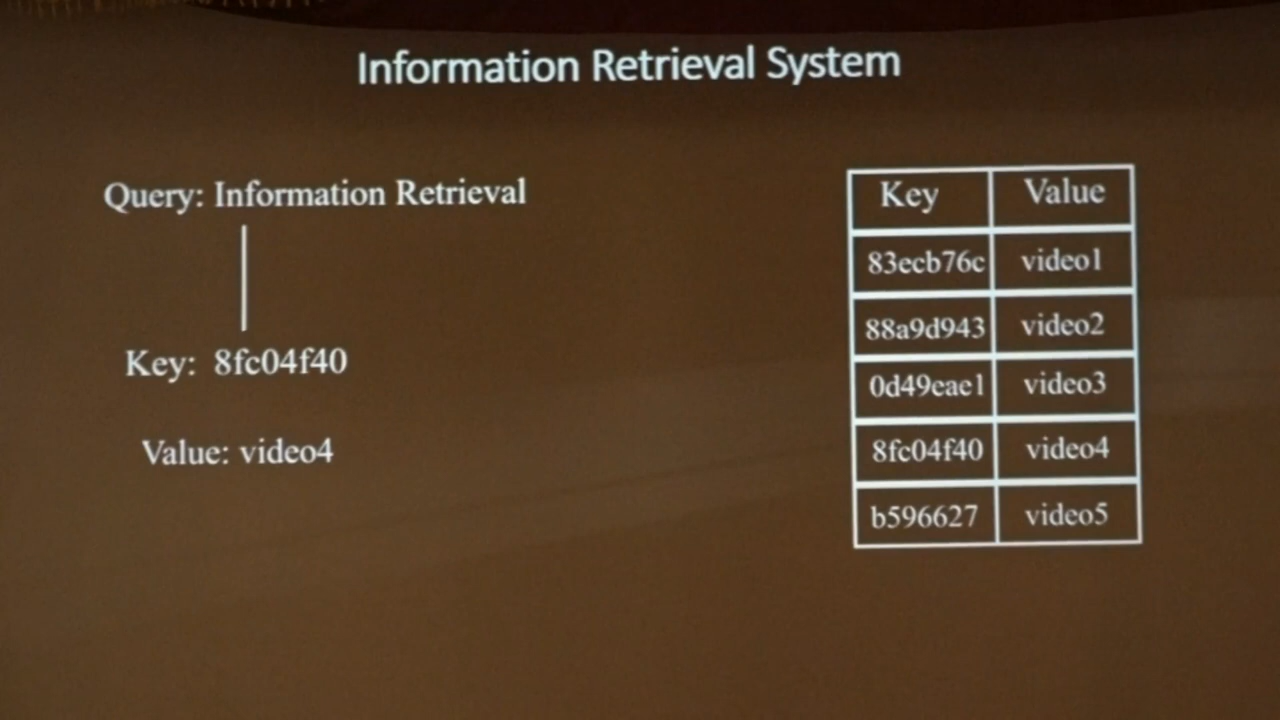 Information Retrieval System
Query: Information Retrieval
Key: 8fc04f40
Value: video4
Key Value
83ecb76c video1
88a9d943 video2
0d49eae1 video3
8fc04f40 video4
b596627 video5